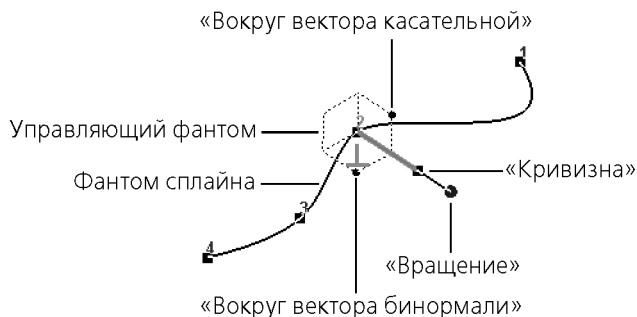 «Вокруг вектора касательной»
1
2
Управляющий фантом
«Кривизна»
Фантом сплайна
3
4
«Вращение»
«Вокруг вектора бинормали»